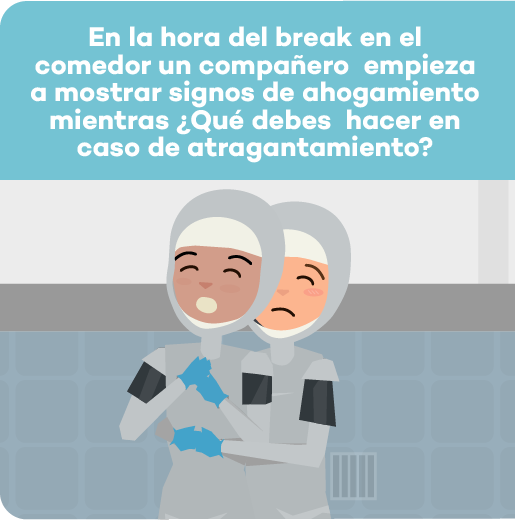 En la hora del break en el
comedor un compañero empieza
a mostrar signos de ahogamiento
mientras ¿Qué debes hacer en
caso de atragantamiento?